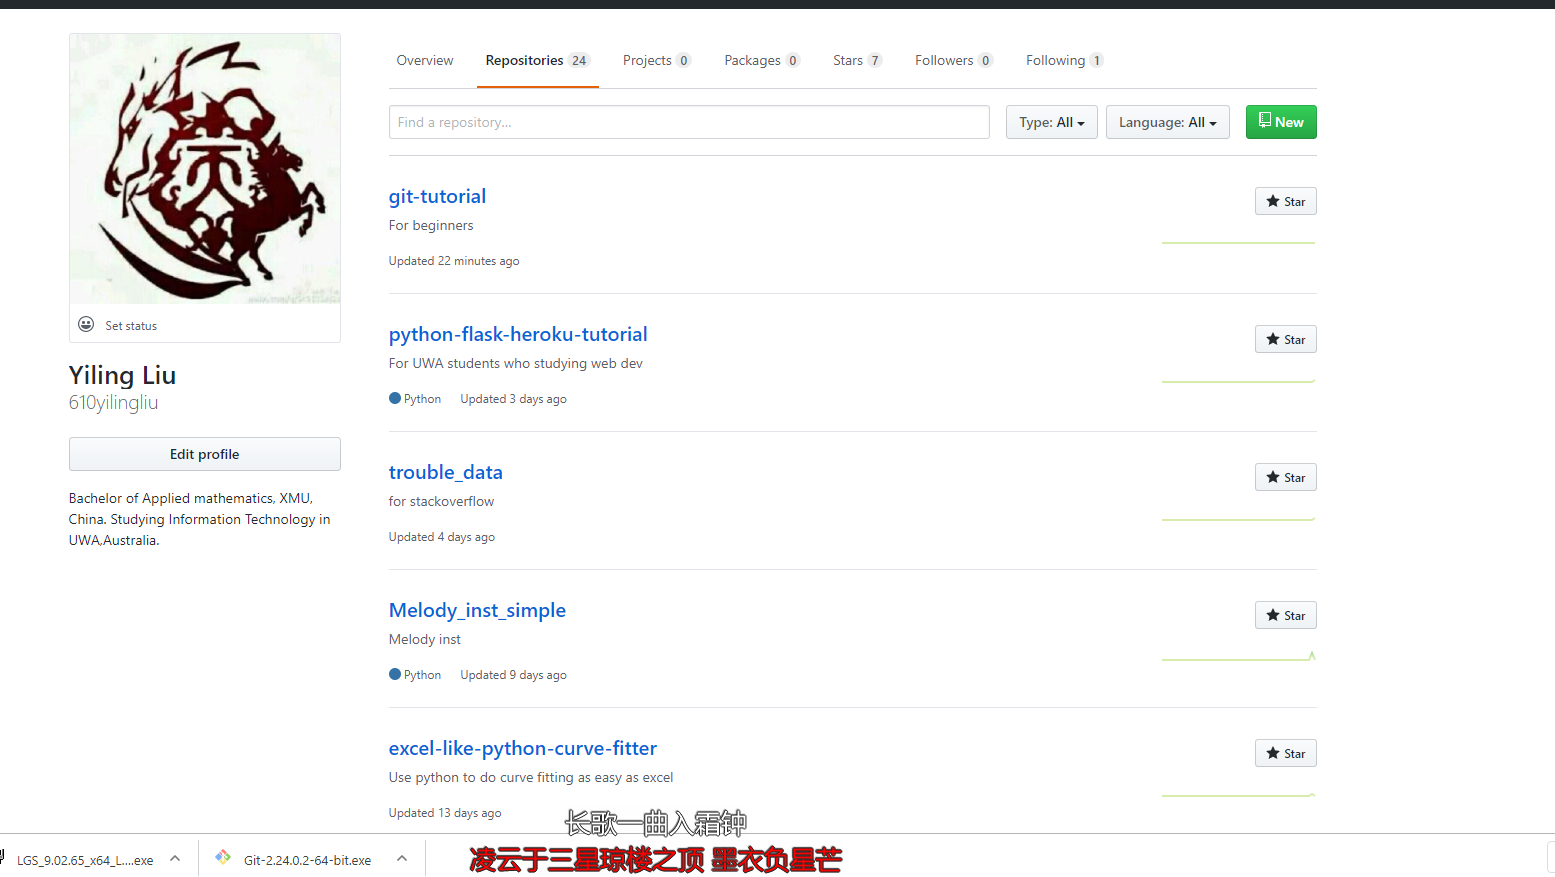 Overview Repositories 24 Projects 0 Packages 0 Stars 7 Followers 0 Following 1
Find a repository... Type: All Language: All New
git-tutorial Star
For beginners
Updated 22 minutes ago
python-flask-heroku-tutorial Star
For UWA students who studying web dev
Python Updated 3 days ago
trouble_data Star
for stackoverflow
Updated 4 days ago
Melody_inst_simple Star
Melody inst
Python Updated 9 days ago
excel-like-python-curve-fitter Star
Use python to do curve fitting as easy as excel
Updated 13 days ago
Set status
Yiling Liu
610yilingliu
Edit profile
Bachelor of Applied mathematics, XMU,
China. Studying Information Technology in
UWA,Australia.
长歌一曲入霜钟
凌云于三星琼楼之顶 墨衣负星芒
LGS_9.02.65_x64_L....exe Git-2.24.0.2-64-bit.exe